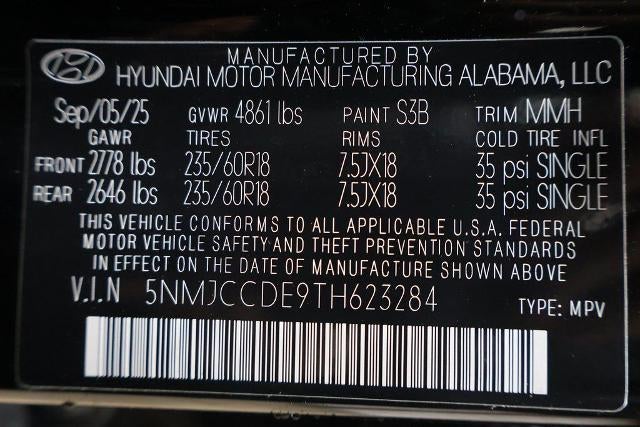 MANUFACTURED BY
HYUNDAI MOTOR MANUFACTURING ALABAMA, LLC
Sep/05/25 GVWR 4861 lbs PAINT S3B TRIM MMH
GAWR TIRES RIMS COLD TIRE INFL
FRONT 2778 lbs 235/60R18 7.5JX18 35 psi SINGLE
REAR 2646 lbs 235/60R18 7.5JX18 35 psi SINGLE
THIS VEHICLE CONFORMS TO ALL APPLICABLE U.S.A. FEDERAL
MOTOR VEHICLE SAFETY AND THEFT PREVENTION STANDARDS
IN EFFECT ON THE DATE OF MANUFACTURE SHOWN ABOVE
V.I.N 5NMJCCDE9TH623284 TYPE: MPV